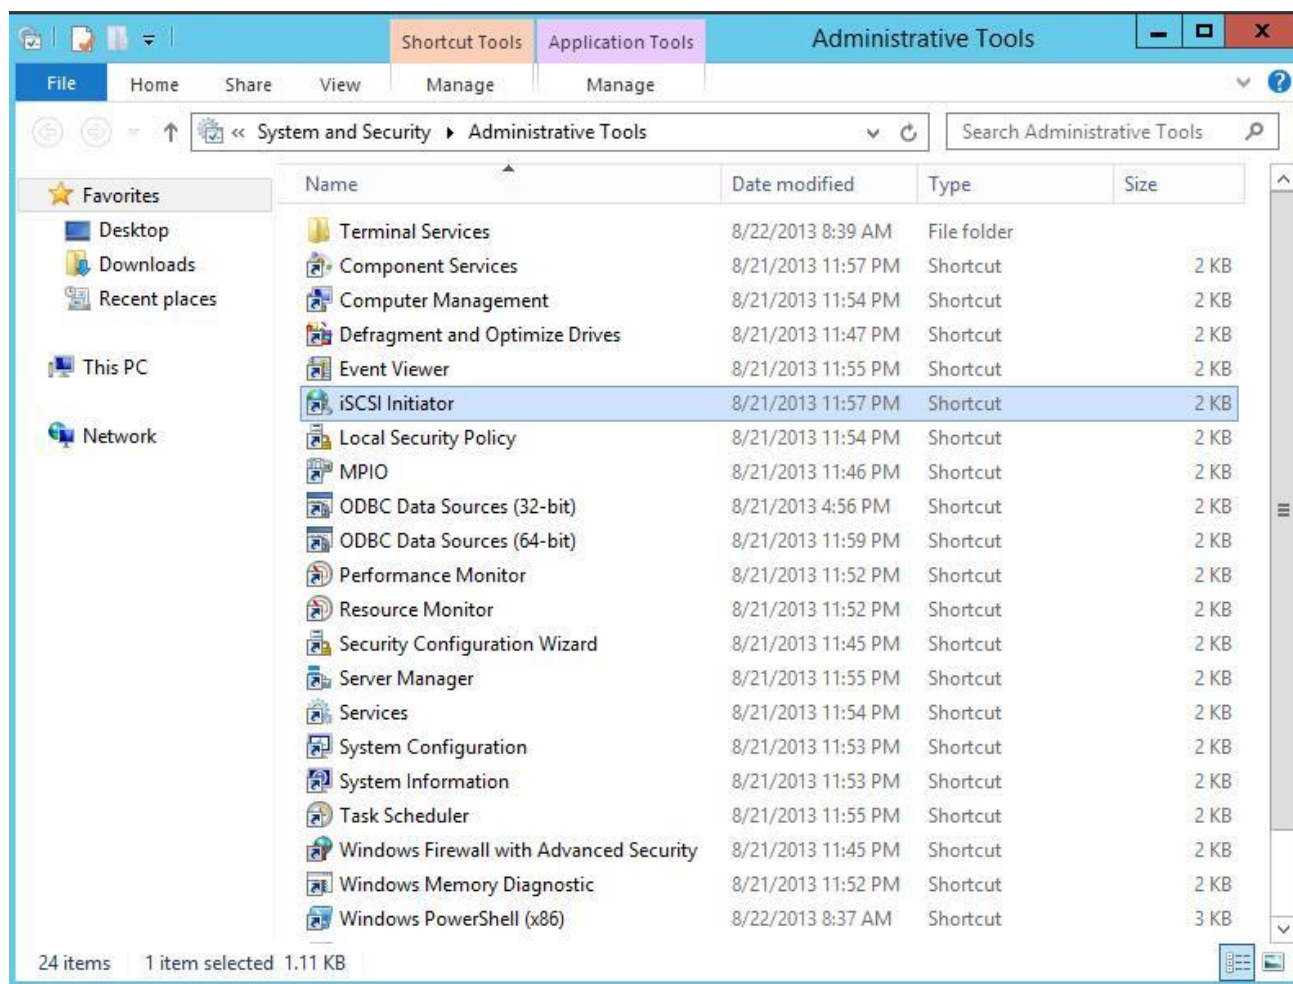 Shortcut Tools Application Tools Administrative Tools
File Home Share View Manage Manage
« System and Security Administrative Tools Search Administrative Tools
Name Date modified Type Size
Favorites
Desktop
Downloads
Recent places
This PC
Network
Terminal Services 8/22/2013 8:39 AM File folder
Component Services 8/21/2013 11:57 PM Shortcut 2 KB
Computer Management 8/21/2013 11:54 PM Shortcut 2 KB
Defragment and Optimize Drives 8/21/2013 11:47 PM Shortcut 2 KB
Event Viewer 8/21/2013 11:55 PM Shortcut 2 KB
iSCSI Initiator 8/21/2013 11:57 PM Shortcut 2 KB
Local Security Policy 8/21/2013 11:54 PM Shortcut 2 KB
MPIO 8/21/2013 11:46 PM Shortcut 2 KB
ODBC Data Sources (32-bit) 8/21/2013 4:56 PM Shortcut 2 KB
ODBC Data Sources (64-bit) 8/21/2013 11:59 PM Shortcut 2 KB
Performance Monitor 8/21/2013 11:52 PM Shortcut 2 KB
Resource Monitor 8/21/2013 11:52 PM Shortcut 2 KB
Security Configuration Wizard 8/21/2013 11:45 PM Shortcut 2 KB
Server Manager 8/21/2013 11:55 PM Shortcut 2 KB
Services 8/21/2013 11:54 PM Shortcut 2 KB
System Configuration 8/21/2013 11:53 PM Shortcut 2 KB
System Information 8/21/2013 11:53 PM Shortcut 2 KB
Task Scheduler 8/21/2013 11:55 PM Shortcut 2 KB
Windows Firewall with Advanced Security 8/21/2013 11:45 PM Shortcut 2 KB
Windows Memory Diagnostic 8/21/2013 11:52 PM Shortcut 2 KB
Windows PowerShell (x86) 8/22/2013 8:37 AM Shortcut 3 KB
24 items 1 item selected 1.11 KB